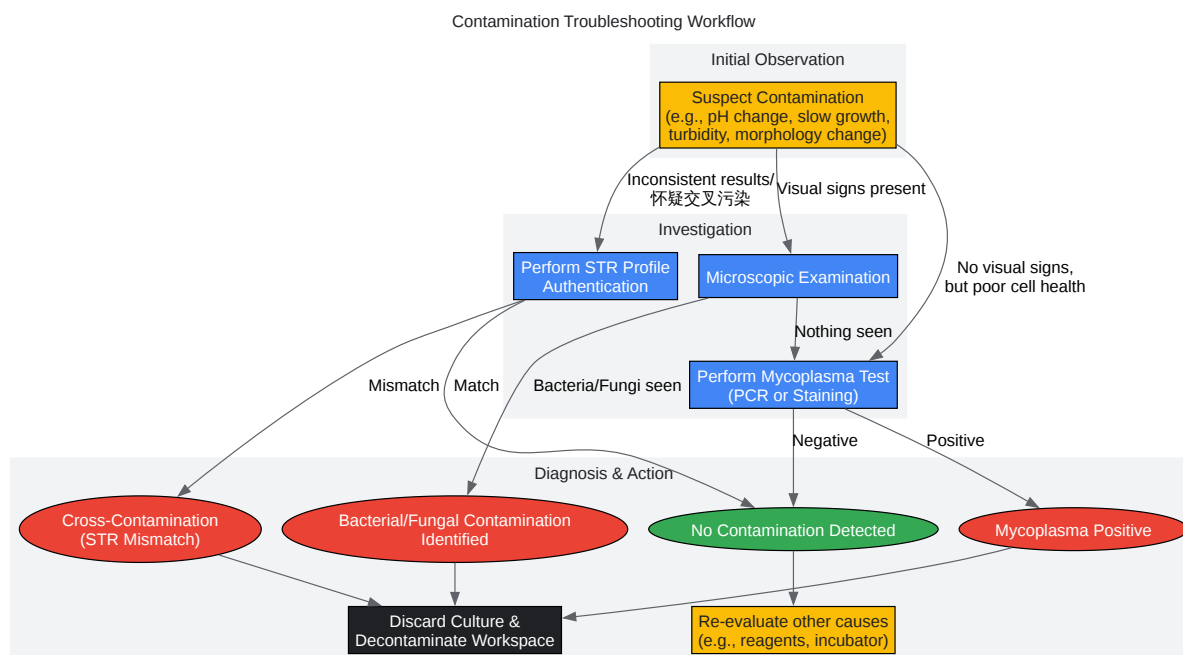 Contamination Troubleshooting Workflow
Initial Observation
Suspect Contamination
(e.g., pH change, slow growth,
turbidity, morphology change)
Inconsistent results/
怀疑交叉污染
Visual signs present
No visual signs,
but poor cell health
Investigation
Perform STR Profile
Authentication
Microscopic Examination
Nothing seen
Perform Mycoplasma Test
(PCR or Staining)
Mismatch
Match
Bacteria/Fungi seen
Negative
Positive
Diagnosis & Action
Cross-Contamination
(STR Mismatch)
Bacterial/Fungal Contamination
Identified
No Contamination Detected
Mycoplasma Positive
Discard Culture &
Decontaminate Workspace
Re-evaluate other causes
(e.g., reagents, incubator)